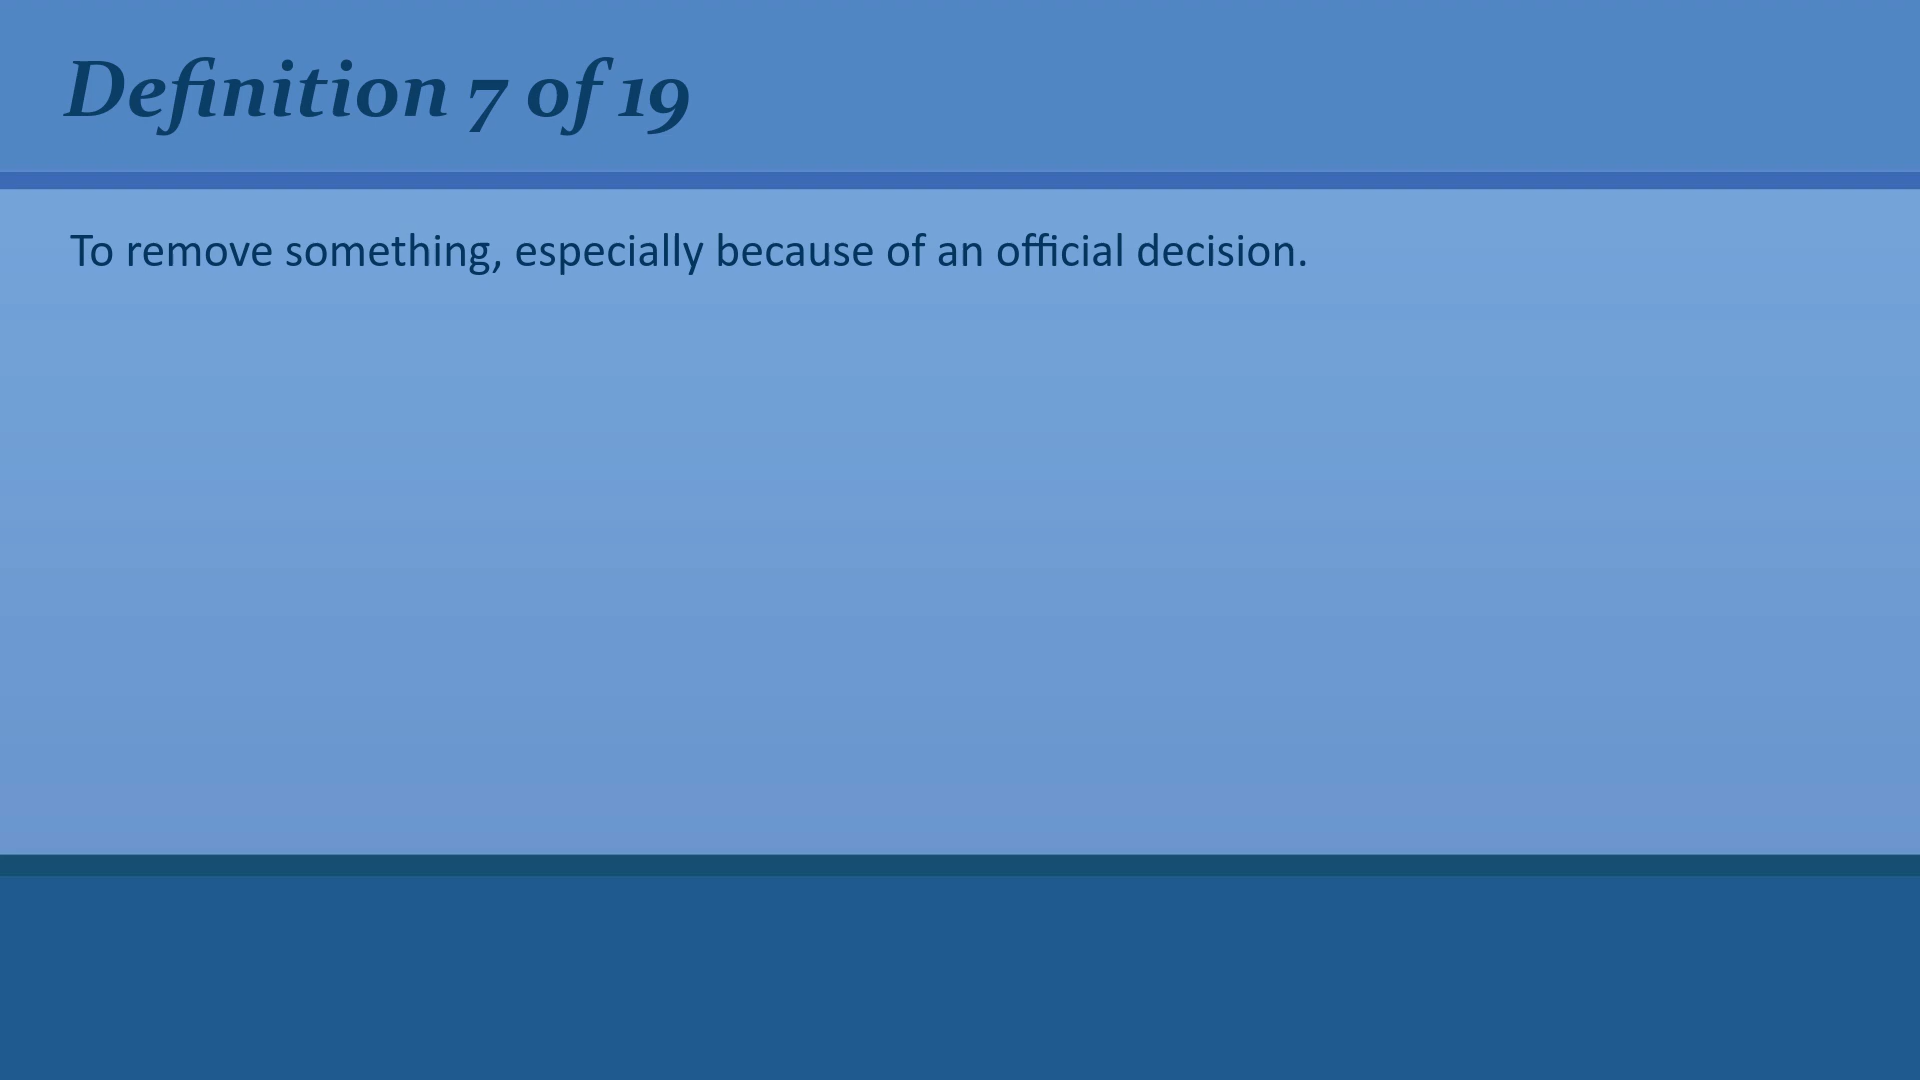 Definition 7 of 19
To remove something, especially because of an official decision.